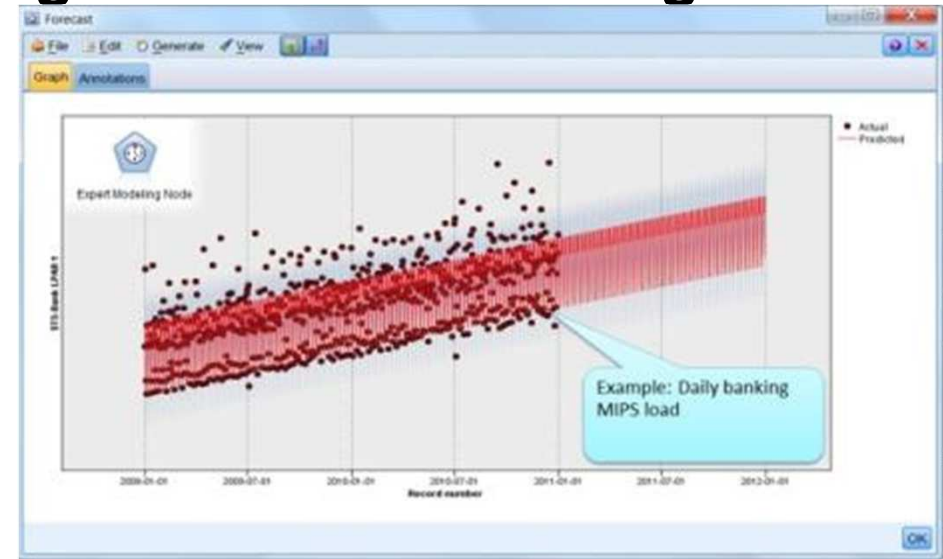 Forecast
File Edit Generate View
Graph Annotations
Expert Modeling Node
Actual
Predicted
Example: Daily banking
MIPS load
2009-01-01 2009-07-01 2010-01-01 2010-07-01 2011-01-01 2011-07-01 2012-01-01
Record number
OK